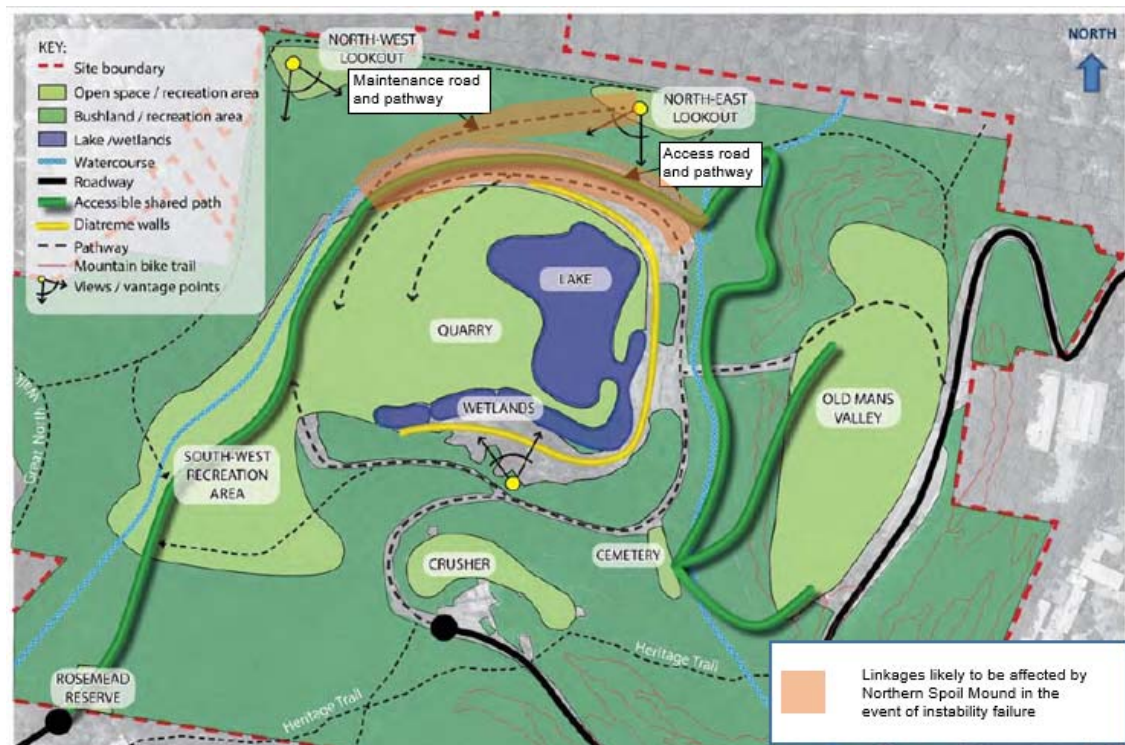 KEY:
Site boundary
Open space / recreation area
Bushland / recreation area
Lake /wetlands
Watercourse
Roadway
Accessible shared path
Diatreme walls
Pathway
Mountain bike trail
Views / vantage points
NORTH-WEST
LOOKOUT
Maintenance road
and pathway
NORTH-EAST
LOOKOUT
NORTH
Access road
and pathway
LAKE
QUARRY
WETLANDS
OLD MANS
VALLEY
Great North
Walk
SOUTH-WEST
RECREATION
AREA
CEMETERY
CRUSHER
Heritage Trail
Heritage Trail
ROSEMEAD
RESERVE
Linkages likely to be affected by
Northern Spoil Mound in the
event of instability failure